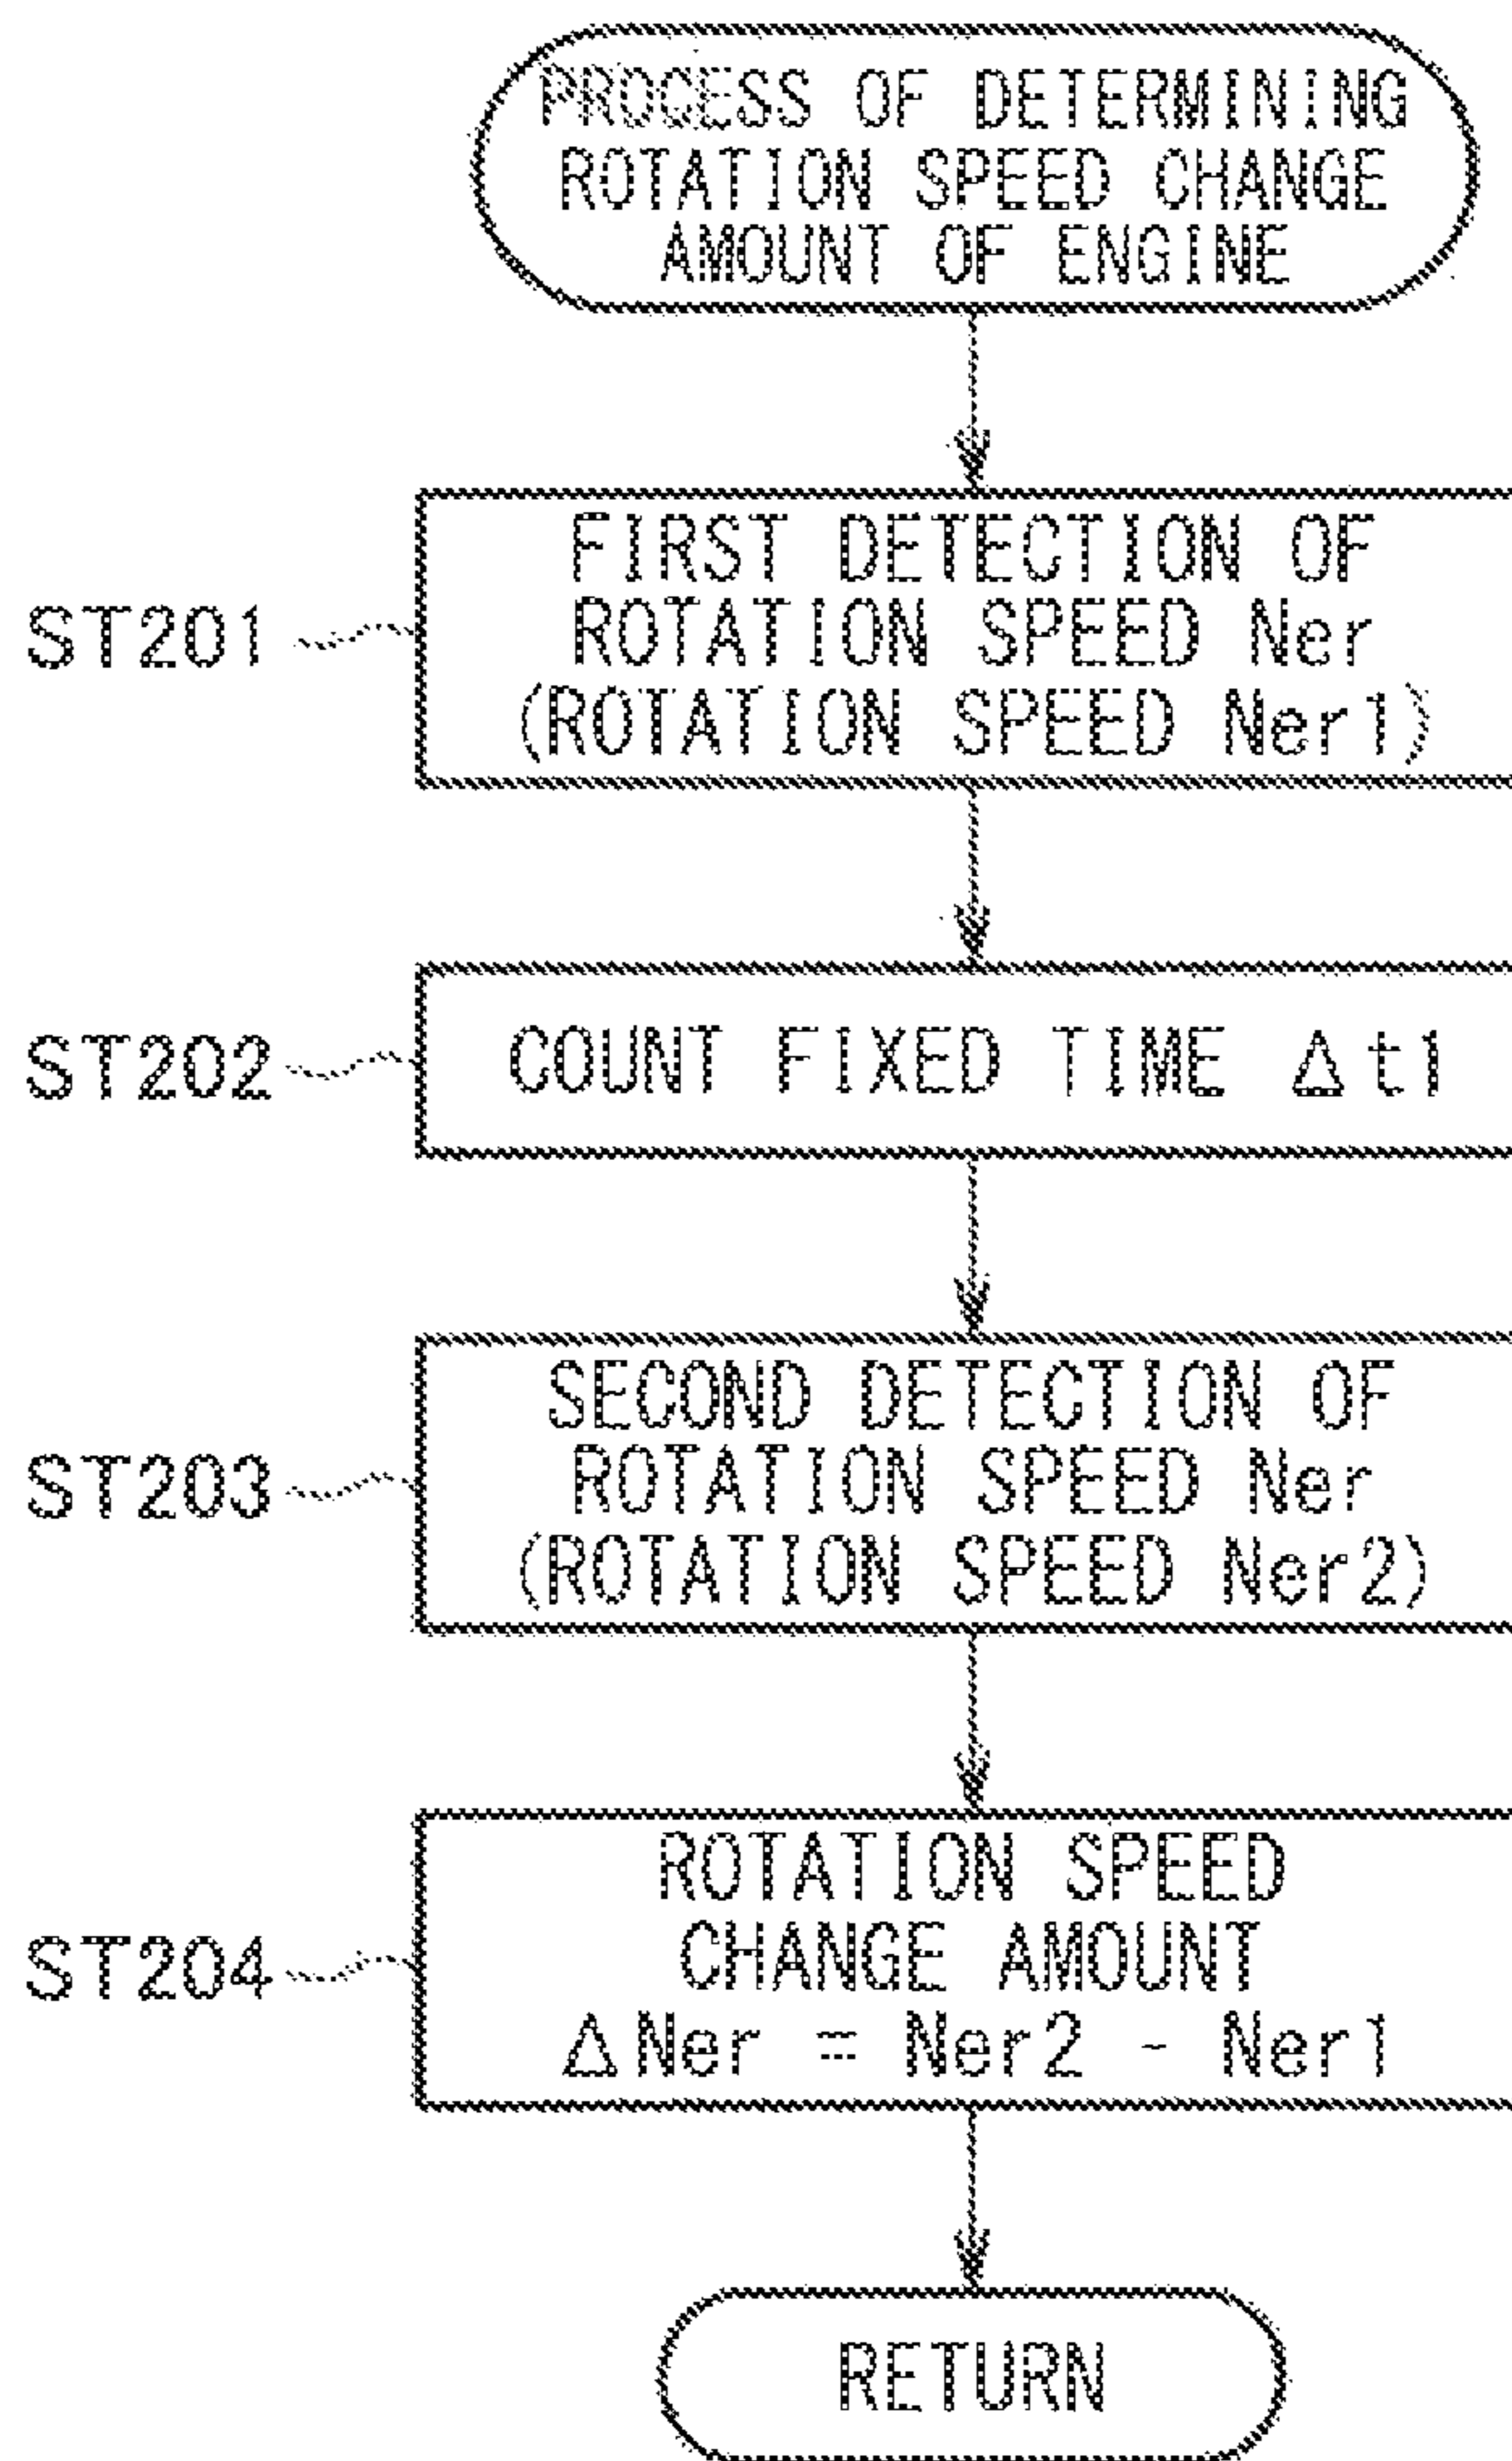 PROCESS OF DETERMINING
ROTATION SPEED CHANGE
AMOUNT OF ENGINE
ST201
FIRST DETECTION OF
ROTATION SPEED Ner
(ROTATION SPEED Ner1)
ST202
COUNT FIXED TIME Δt1
ST203
SECOND DETECTION OF
ROTATION SPEED Ner
(ROTATION SPEED Ner2)
ST204
ROTATION SPEED
CHANGE AMOUNT
ΔNer = Ner2 - Ner1
RETURN